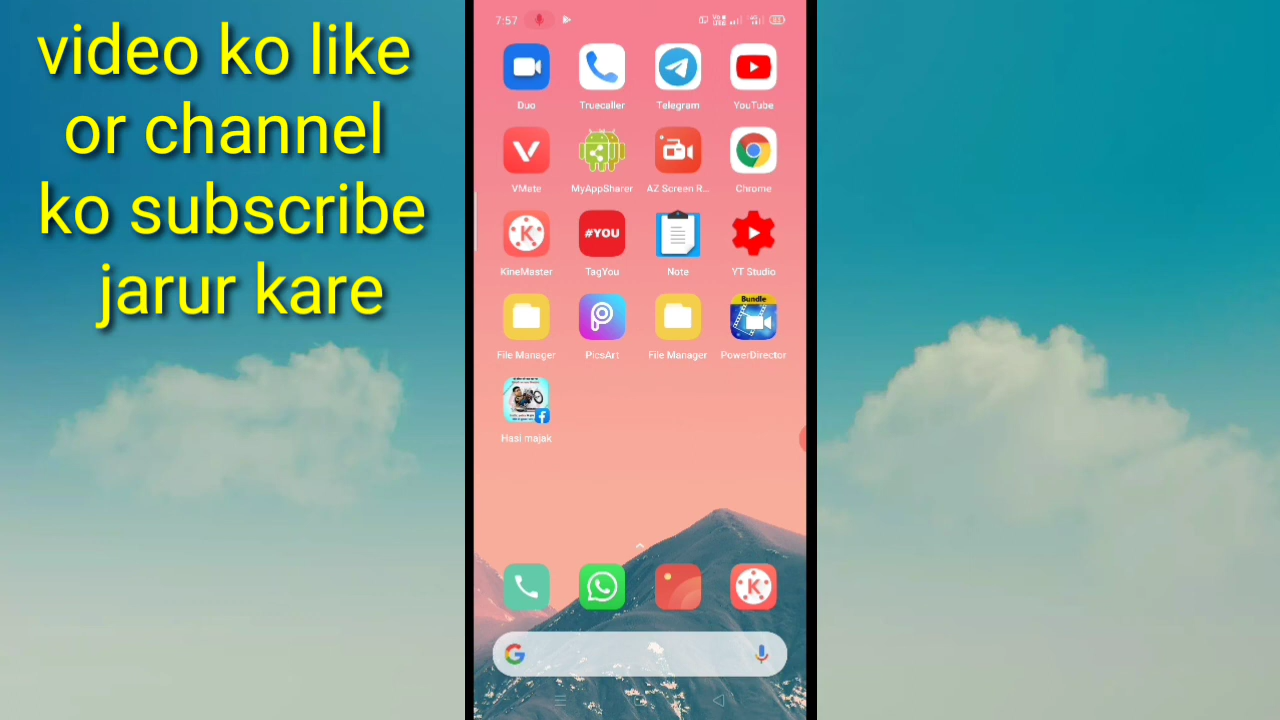 video ko like
or channel
ko subscribe
jarur kare
7:57
Duo
Truecaller
Telegram
YouTube
VMate
MyAppSharer
AZ Screen R...
Chrome
#YOU
KineMaster
TagYou
Note
YT Studio
Bundle
File Manager
PicsArt
File Manager
PowerDirector
Hasi majak